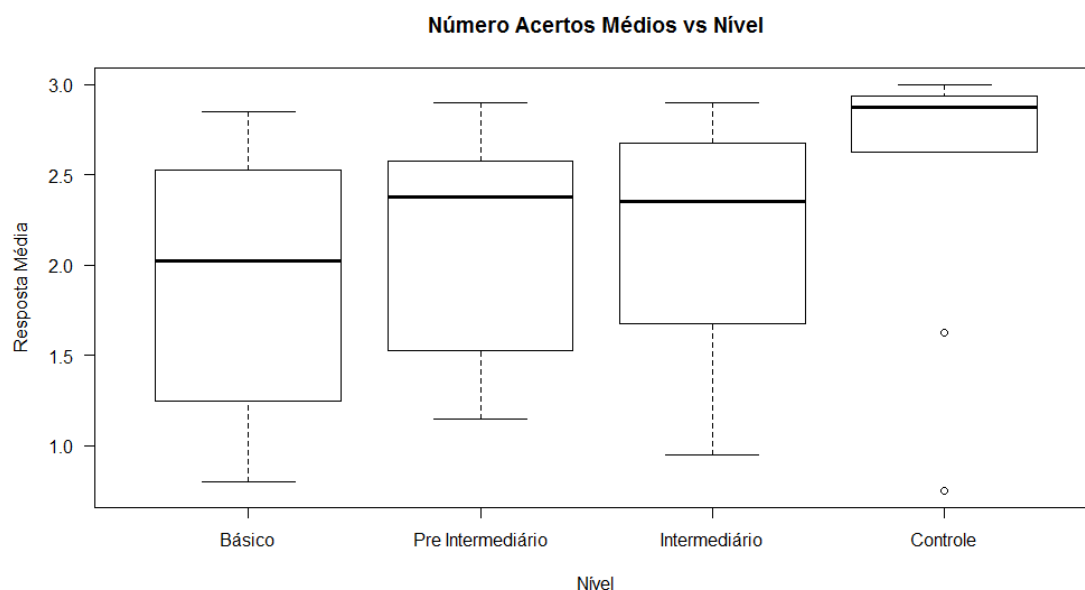 Número Acertos Médios vs Nível
Resposta Média
3.0
2.5
2.0
1.5
1.0
Básico
Pre Intermediário
Intermediário
Controle
Nível